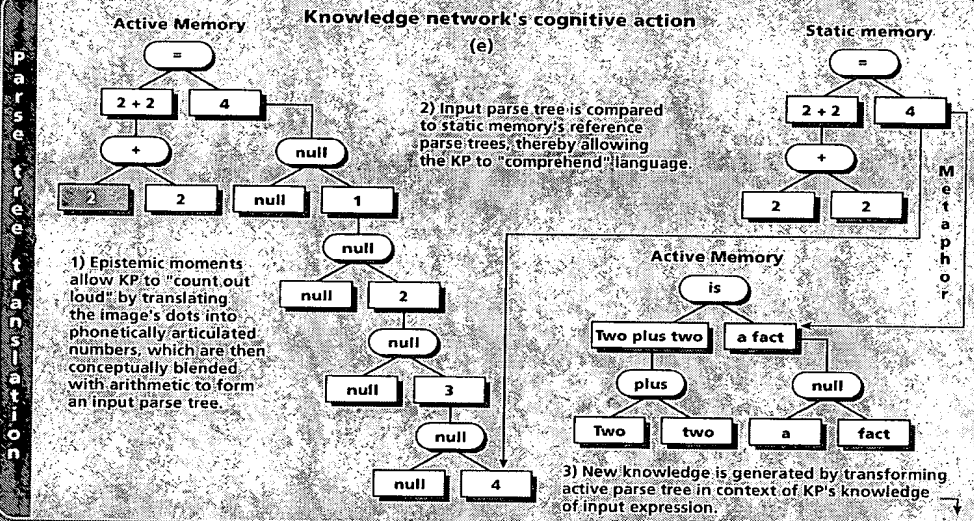 Parse tree translation
Knowledge network's cognitive action
(e)
Active Memory
=
2 + 2
4
+
null
2
2
null
1
null
null
2
null
null
3
null
null
4
1) Epistemic moments
allow KP to "count out
loud" by translating
the image's dots into
phonetically articulated
numbers, which are then
conceptually blended
with arithmetic to form
an input parse tree.
2) Input parse tree is compared
to static memory's reference
parse trees, thereby allowing
the KP to "comprehend" language.
Static memory
=
2 + 2
4
+
2
2
Metaphor
Active Memory
is
Two plus two
a fact
plus
null
Two
two
a
fact
3) New knowledge is generated by transforming
active parse tree in context of KP's knowledge
of input expression.